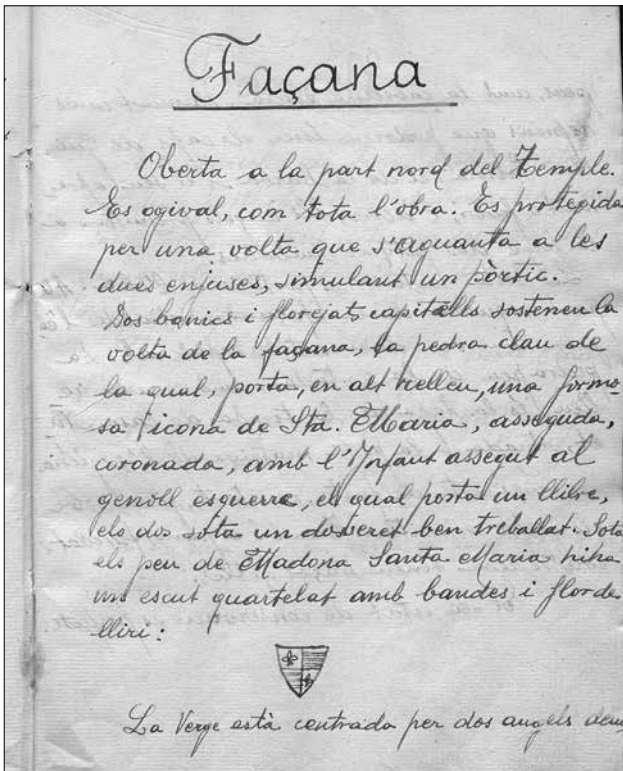 Façana
Oberta a la part nord del Temple.
Es ogival, com tota l'obra. Es protegida
per una volta que s'aguanta a les
dues enjuses, simulant un pòrtic.
Dos bonics i florejats capitells sostenen la
volta de la façana, la pedra clau de
la qual, porta, en alt relleu, una formo-
sa icona de Sta. Maria, asseguda,
coronada, amb l'Infant assegut al
genoll esquerre, el qual porta un llibre,
els dos sota un doseret ben treballat. Sota
els peu de Madona Santa Maria hiha
un escut quartelat amb bandes i flor de
lliri:
La Verge està centrada per dos angels